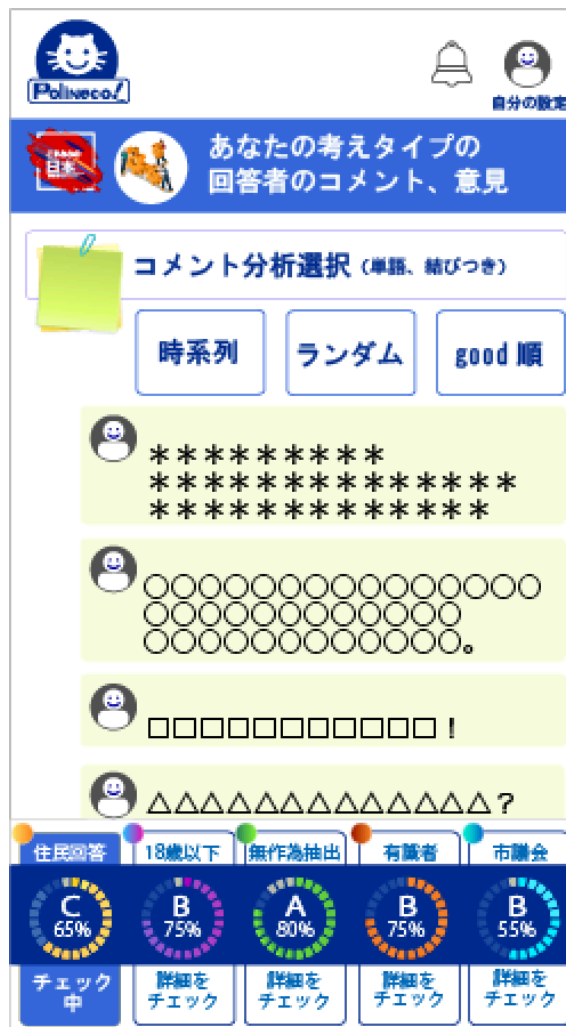 Polineco!
自分の設定
日本
あなたの考えタイプの
回答者のコメント、意見
コメント分析選択（単語、結びつき）
時系列
ランダム
good 順
＊＊＊＊＊＊＊＊＊
＊＊＊＊＊＊＊＊＊＊＊＊＊＊
＊＊＊＊＊＊＊＊＊＊＊＊＊
○○○○○○○○○○○○○○○
○○○○○○○○○○○○
○○○○○○○○○○○○。
□□□□□□□□□□□！
△△△△△△△△△△△△△？
住民回答
18歳以下
無作為抽出
有識者
市議会
C
65%
B
75%
A
80%
B
75%
B
55%
チェック
中
詳細を
チェック
詳細を
チェック
詳細を
チェック
詳細を
チェック